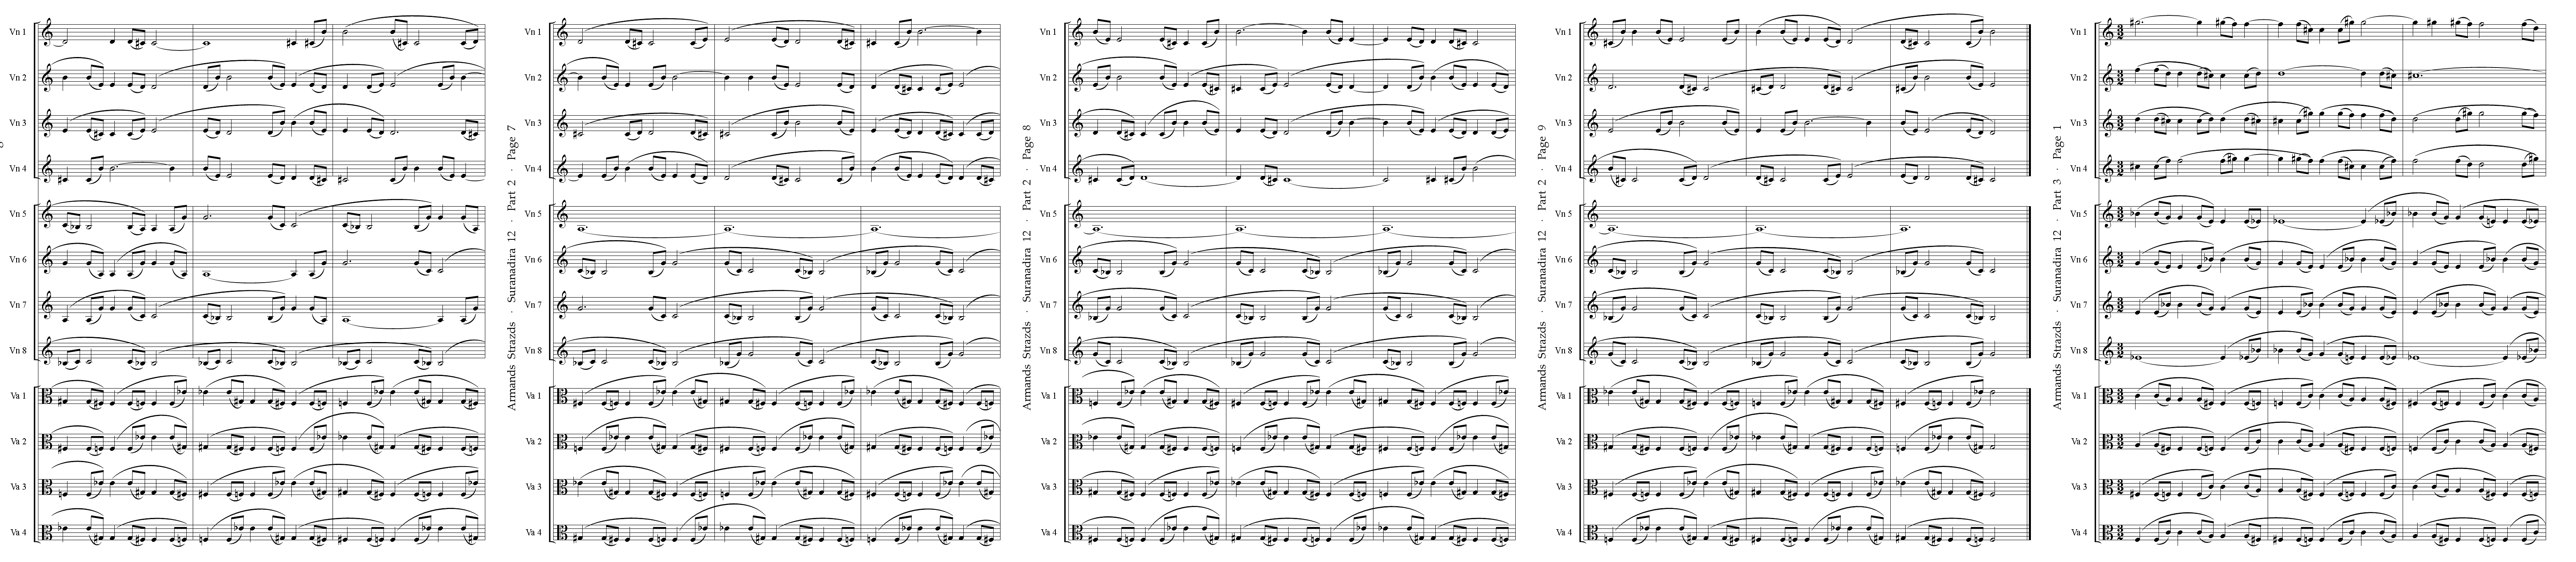 Vn 1
Vn 2
Vn 3
Vn 4
Vn 5
Vn 6
Vn 7
Vn 8
Va 1
Va 2
Va 3
Va 4
Armands Strazds · Suranadira 12 · Part 2 · Page 7
Vn 1
Vn 2
Vn 3
Vn 4
Vn 5
Vn 6
Vn 7
Vn 8
Va 1
Va 2
Va 3
Va 4
Armands Strazds · Suranadira 12 · Part 2 · Page 8
Vn 1
Vn 2
Vn 3
Vn 4
Vn 5
Vn 6
Vn 7
Vn 8
Va 1
Va 2
Va 3
Va 4
Armands Strazds · Suranadira 12 · Part 2 · Page 9
Vn 1
Vn 2
Vn 3
Vn 4
Vn 5
Vn 6
Vn 7
Vn 8
Va 1
Va 2
Va 3
Va 4
Armands Strazds · Suranadira 12 · Part 3 · Page 1
Vn 1
Vn 2
Vn 3
Vn 4
Vn 5
Vn 6
Vn 7
Vn 8
Va 1
Va 2
Va 3
Va 4